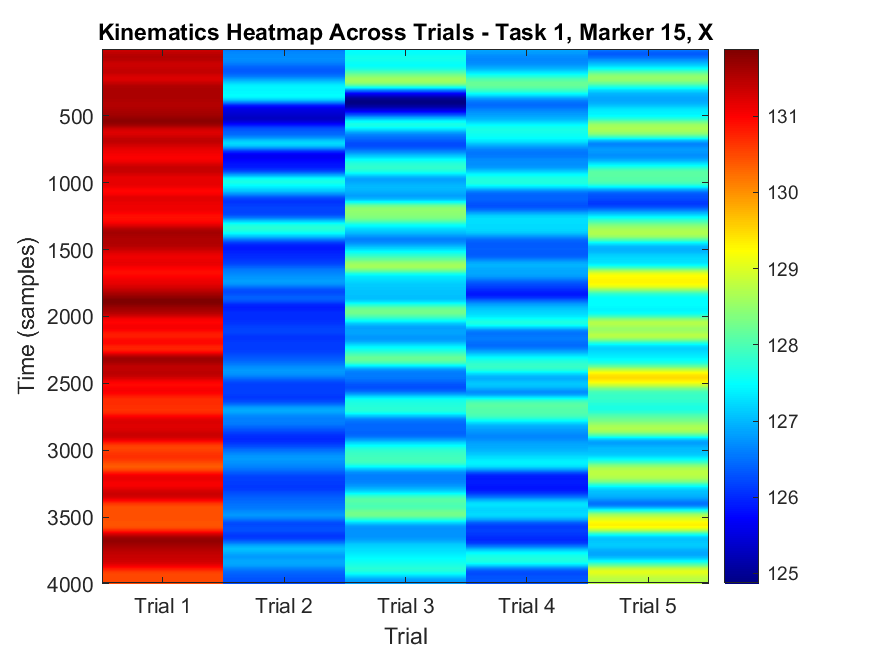 Kinematics Heatmap Across Trials - Task 1, Marker 15, X
Time (samples)
500
1000
1500
2000
2500
3000
3500
4000
Trial 1
Trial 2
Trial 3
Trial 4
Trial 5
Trial
131
130
129
128
127
126
125